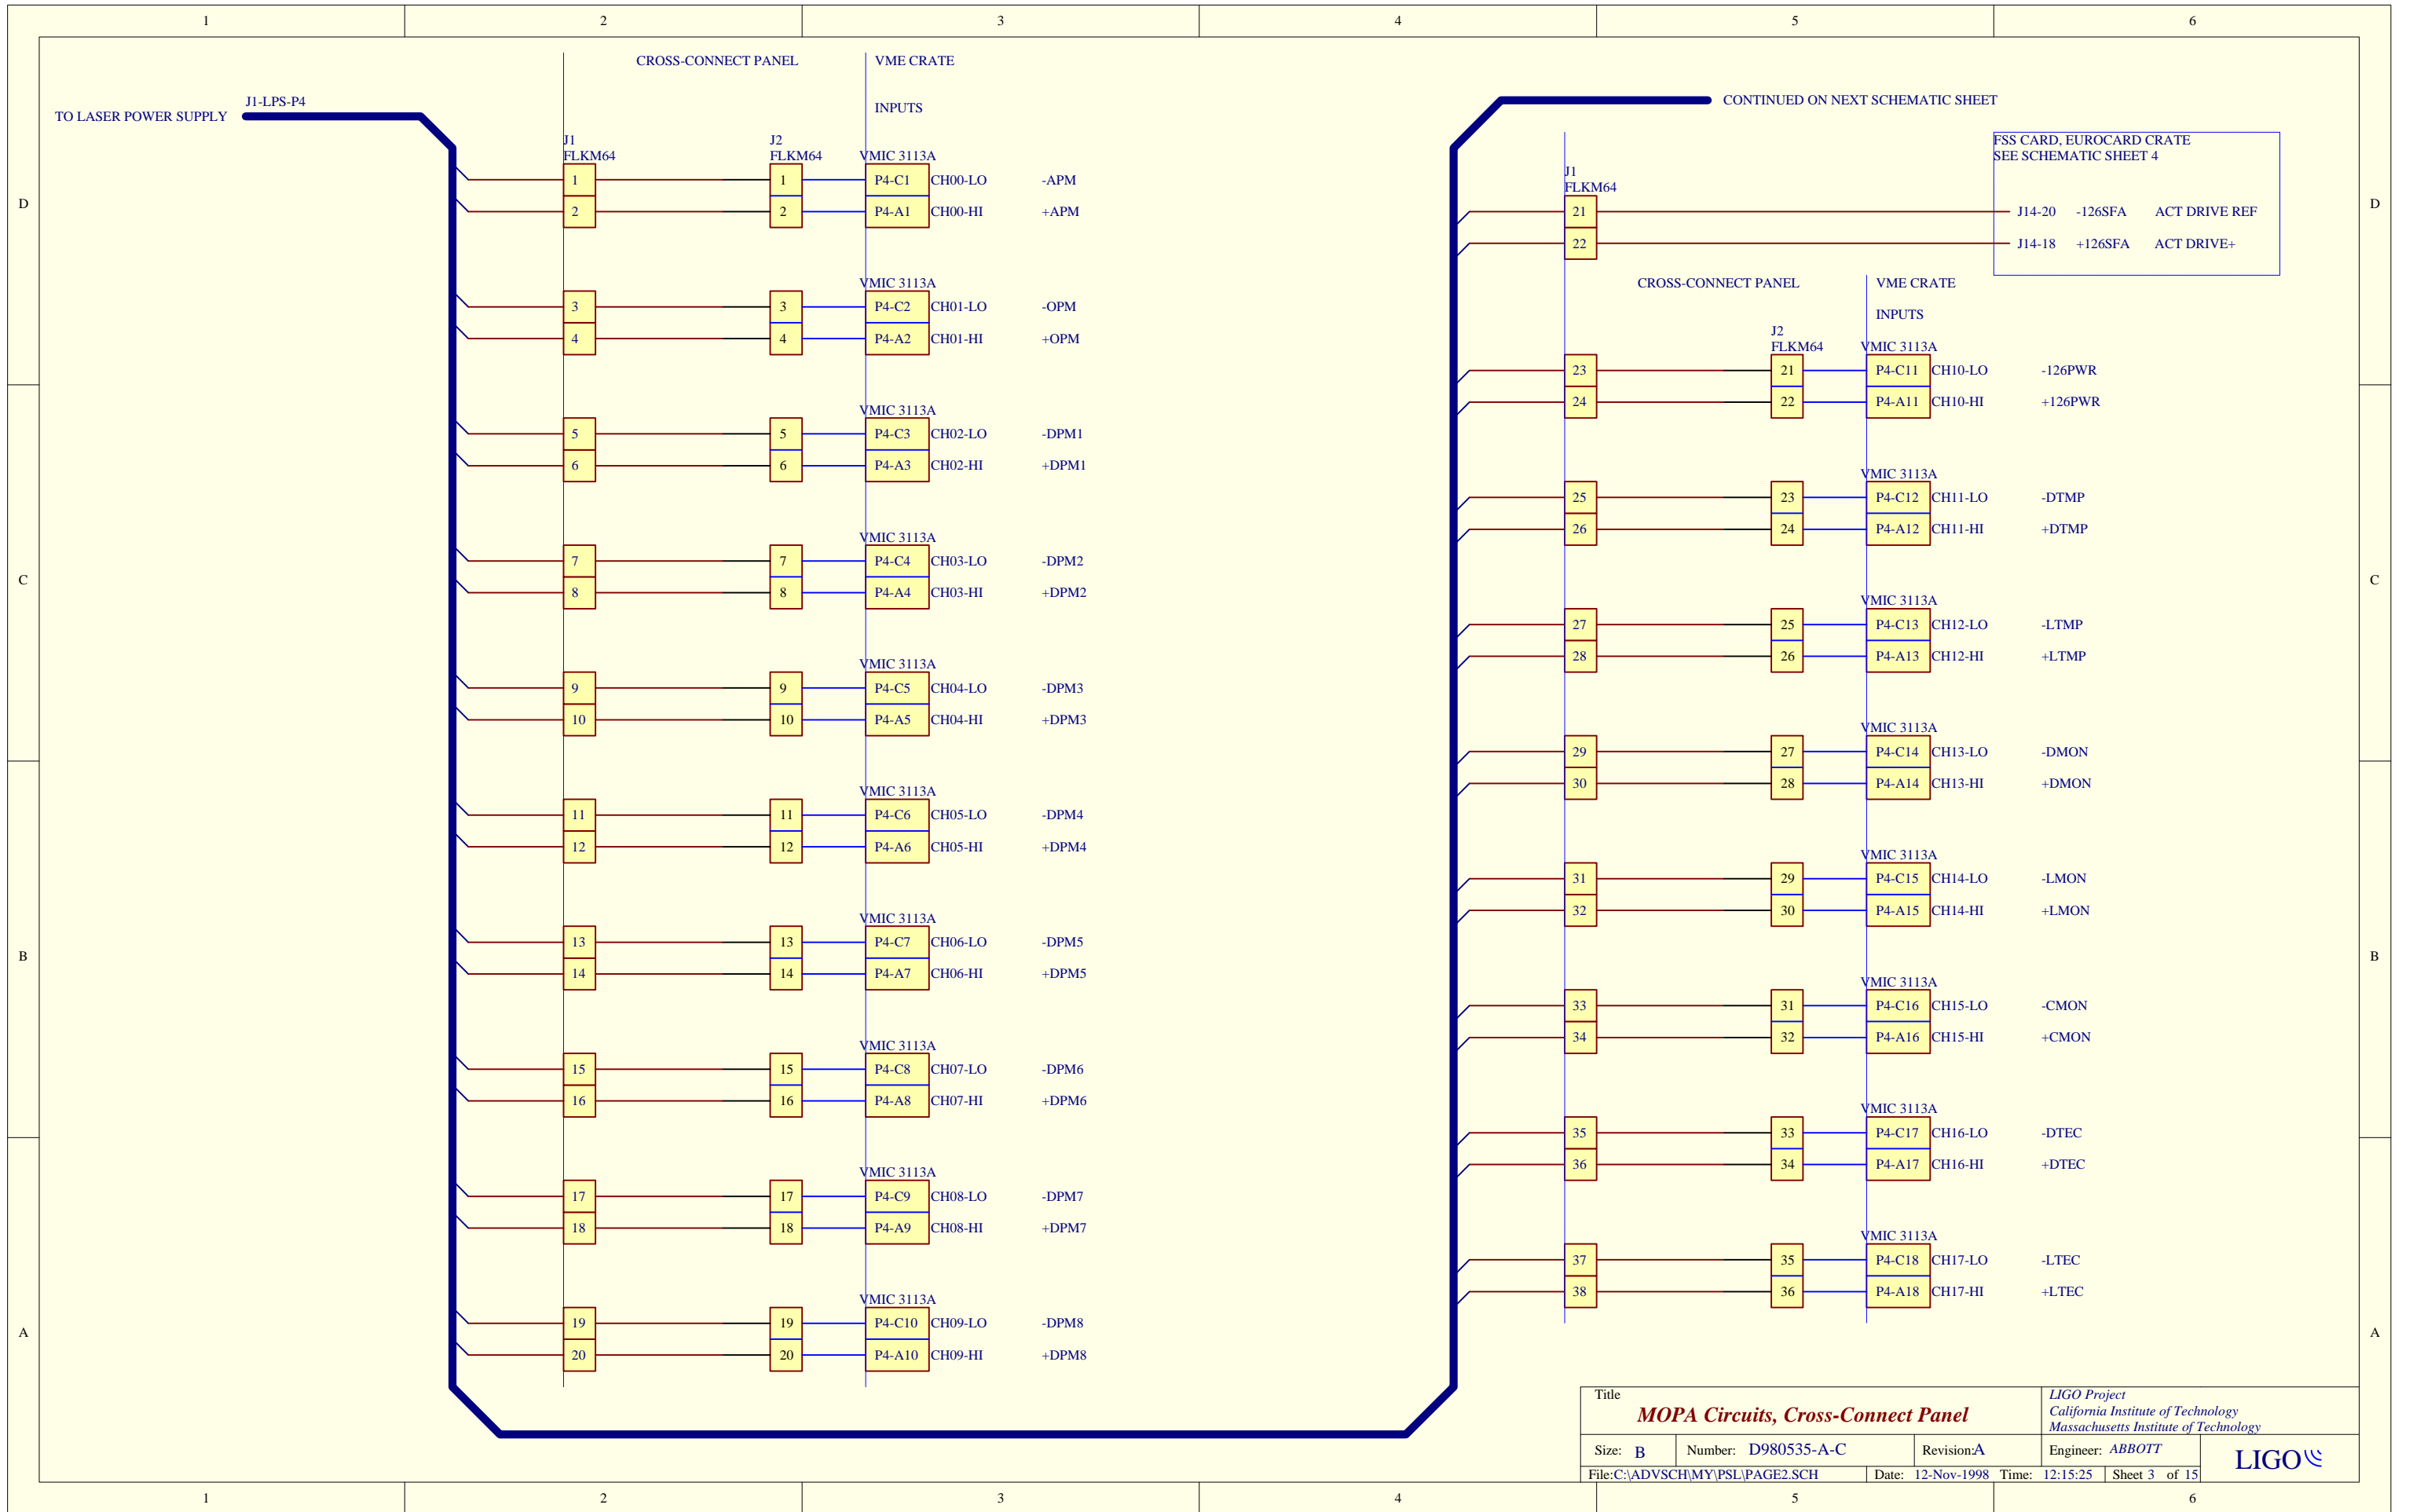 1 2 3 4 5 6
CROSS-CONNECT PANEL VME CRATE
INPUTS
J1-LPS-P4
TO LASER POWER SUPPLY
J1 J2
FLKM64 FLKM64 VMIC 3113A
1 1 P4-C1 CH00-LO -APM
2 2 P4-A1 CH00-HI +APM
VMIC 3113A
3 3 P4-C2 CH01-LO -OPM
4 4 P4-A2 CH01-HI +OPM
VMIC 3113A
5 5 P4-C3 CH02-LO -DPM1
6 6 P4-A3 CH02-HI +DPM1
VMIC 3113A
7 7 P4-C4 CH03-LO -DPM2
8 8 P4-A4 CH03-HI +DPM2
VMIC 3113A
9 9 P4-C5 CH04-LO -DPM3
10 10 P4-A5 CH04-HI +DPM3
VMIC 3113A
11 11 P4-C6 CH05-LO -DPM4
12 12 P4-A6 CH05-HI +DPM4
VMIC 3113A
13 13 P4-C7 CH06-LO -DPM5
14 14 P4-A7 CH06-HI +DPM5
VMIC 3113A
15 15 P4-C8 CH07-LO -DPM6
16 16 P4-A8 CH07-HI +DPM6
VMIC 3113A
17 17 P4-C9 CH08-LO -DPM7
18 18 P4-A9 CH08-HI +DPM7
VMIC 3113A
19 19 P4-C10 CH09-LO -DPM8
20 20 P4-A10 CH09-HI +DPM8
CONTINUED ON NEXT SCHEMATIC SHEET
FSS CARD, EUROCARD CRATE
SEE SCHEMATIC SHEET 4
J1
FLKM64
21 J14-20 -126SFA ACT DRIVE REF
22 J14-18 +126SFA ACT DRIVE+
CROSS-CONNECT PANEL VME CRATE
INPUTS
J2
FLKM64 VMIC 3113A
23 21 P4-C11 CH10-LO -126PWR
24 22 P4-A11 CH10-HI +126PWR
VMIC 3113A
25 23 P4-C12 CH11-LO -DTMP
26 24 P4-A12 CH11-HI +DTMP
VMIC 3113A
27 25 P4-C13 CH12-LO -LTMP
28 26 P4-A13 CH12-HI +LTMP
VMIC 3113A
29 27 P4-C14 CH13-LO -DMON
30 28 P4-A14 CH13-HI +DMON
VMIC 3113A
31 29 P4-C15 CH14-LO -LMON
32 30 P4-A15 CH14-HI +LMON
VMIC 3113A
33 31 P4-C16 CH15-LO -CMON
34 32 P4-A16 CH15-HI +CMON
VMIC 3113A
35 33 P4-C17 CH16-LO -DTEC
36 34 P4-A17 CH16-HI +DTEC
VMIC 3113A
37 35 P4-C18 CH17-LO -LTEC
38 36 P4-A18 CH17-HI +LTEC
D D
C C
B B
A A
Title
MOPA Circuits, Cross-Connect Panel
LIGO Project
California Institute of Technology
Massachusetts Institute of Technology
Size: B Number: D980535-A-C Revision:A Engineer: ABBOTT
LIGO
File:C:\ADVSCH\MY\PSL\PAGE2.SCH Date: 12-Nov-1998 Time: 12:15:25 Sheet 3 of 15
1 2 3 4 5 6